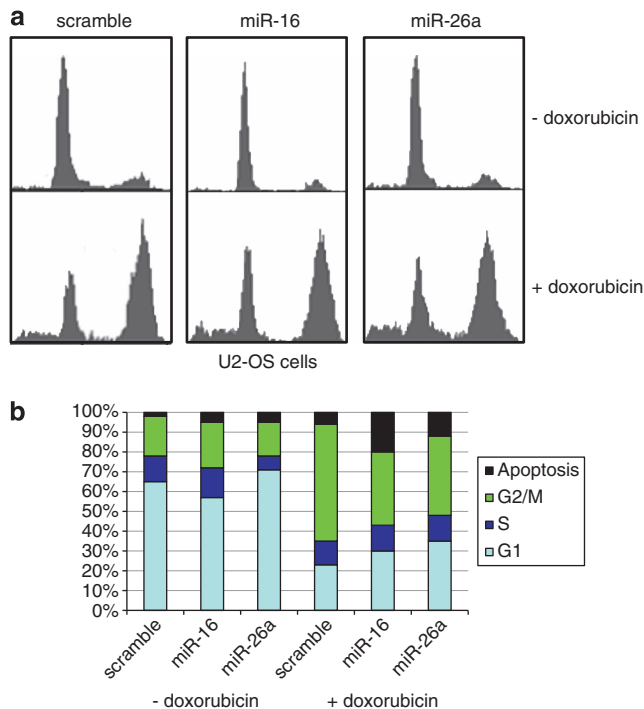 a
scramble miR-16 miR-26a
- doxorubicin
+ doxorubicin
U2-OS cells
b
100%
90%
80%
70%
60%
50%
40%
30%
20%
10%
0%
Apoptosis
G2/M
S
G1
scramble miR-16 miR-26a scramble miR-16 miR-26a
- doxorubicin + doxorubicin